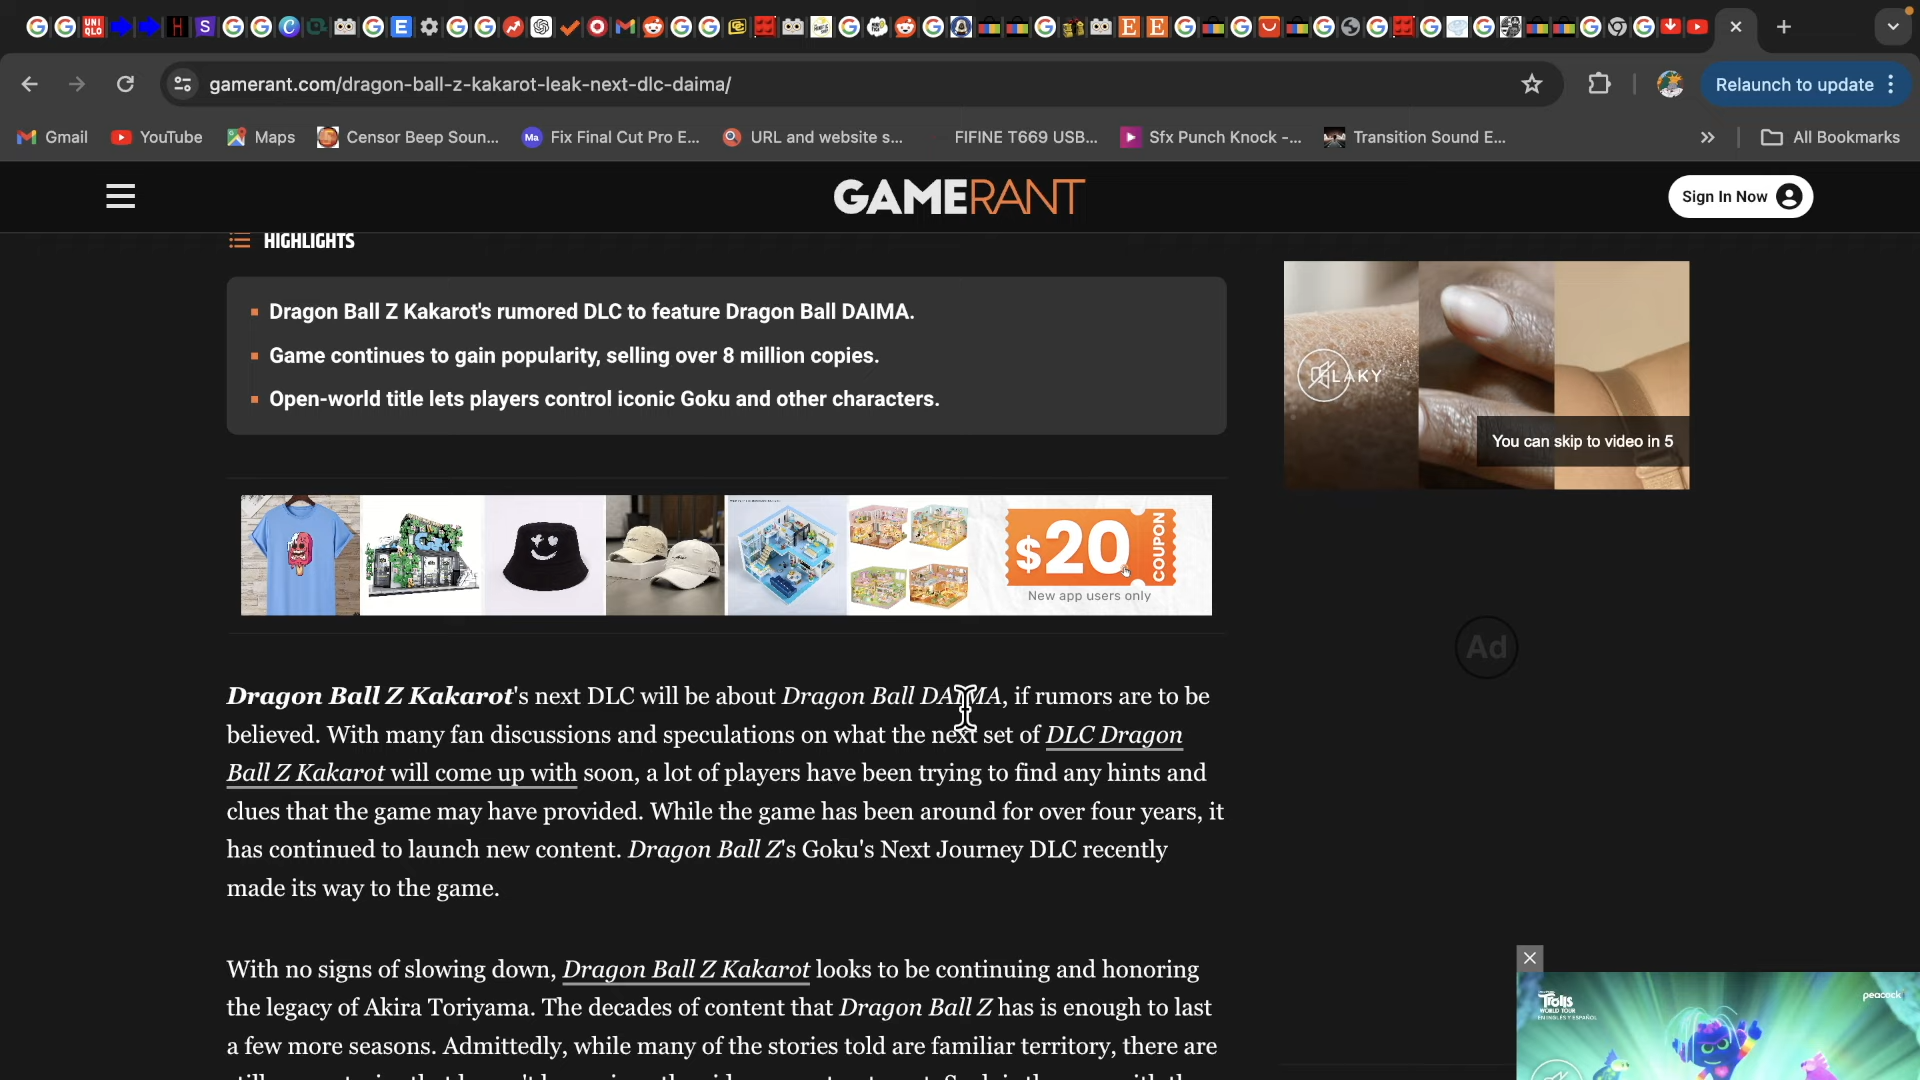 UNI
QLO
gamerant.com/dragon-ball-z-kakarot-leak-next-dlc-daima/
Relaunch to update
Gmail
YouTube
Maps
Censor Beep Soun...
Ma
Fix Final Cut Pro E...
URL and website s...
FIFINE T669 USB...
Sfx Punch Knock -...
Transition Sound E...
»
All Bookmarks
GAMERANT
Sign In Now
HIGHLIGHTS
Dragon Ball Z Kakarot's rumored DLC to feature Dragon Ball DAIMA.
Game continues to gain popularity, selling over 8 million copies.
Open-world title lets players control iconic Goku and other characters.
You can skip to video in 5
$20
COUPON
New app users only
Ad
Dragon Ball Z Kakarot's next DLC will be about Dragon Ball DAIMA, if rumors are to be
believed. With many fan discussions and speculations on what the next set of DLC Dragon
Ball Z Kakarot will come up with soon, a lot of players have been trying to find any hints and
clues that the game may have provided. While the game has been around for over four years, it
has continued to launch new content. Dragon Ball Z's Goku's Next Journey DLC recently
made its way to the game.
With no signs of slowing down, Dragon Ball Z Kakarot looks to be continuing and honoring
the legacy of Akira Toriyama. The decades of content that Dragon Ball Z has is enough to last
a few more seasons. Admittedly, while many of the stories told are familiar territory, there are
Trolls
WORLD TOUR
EN INGLÉS Y ESPAÑOL
peacock